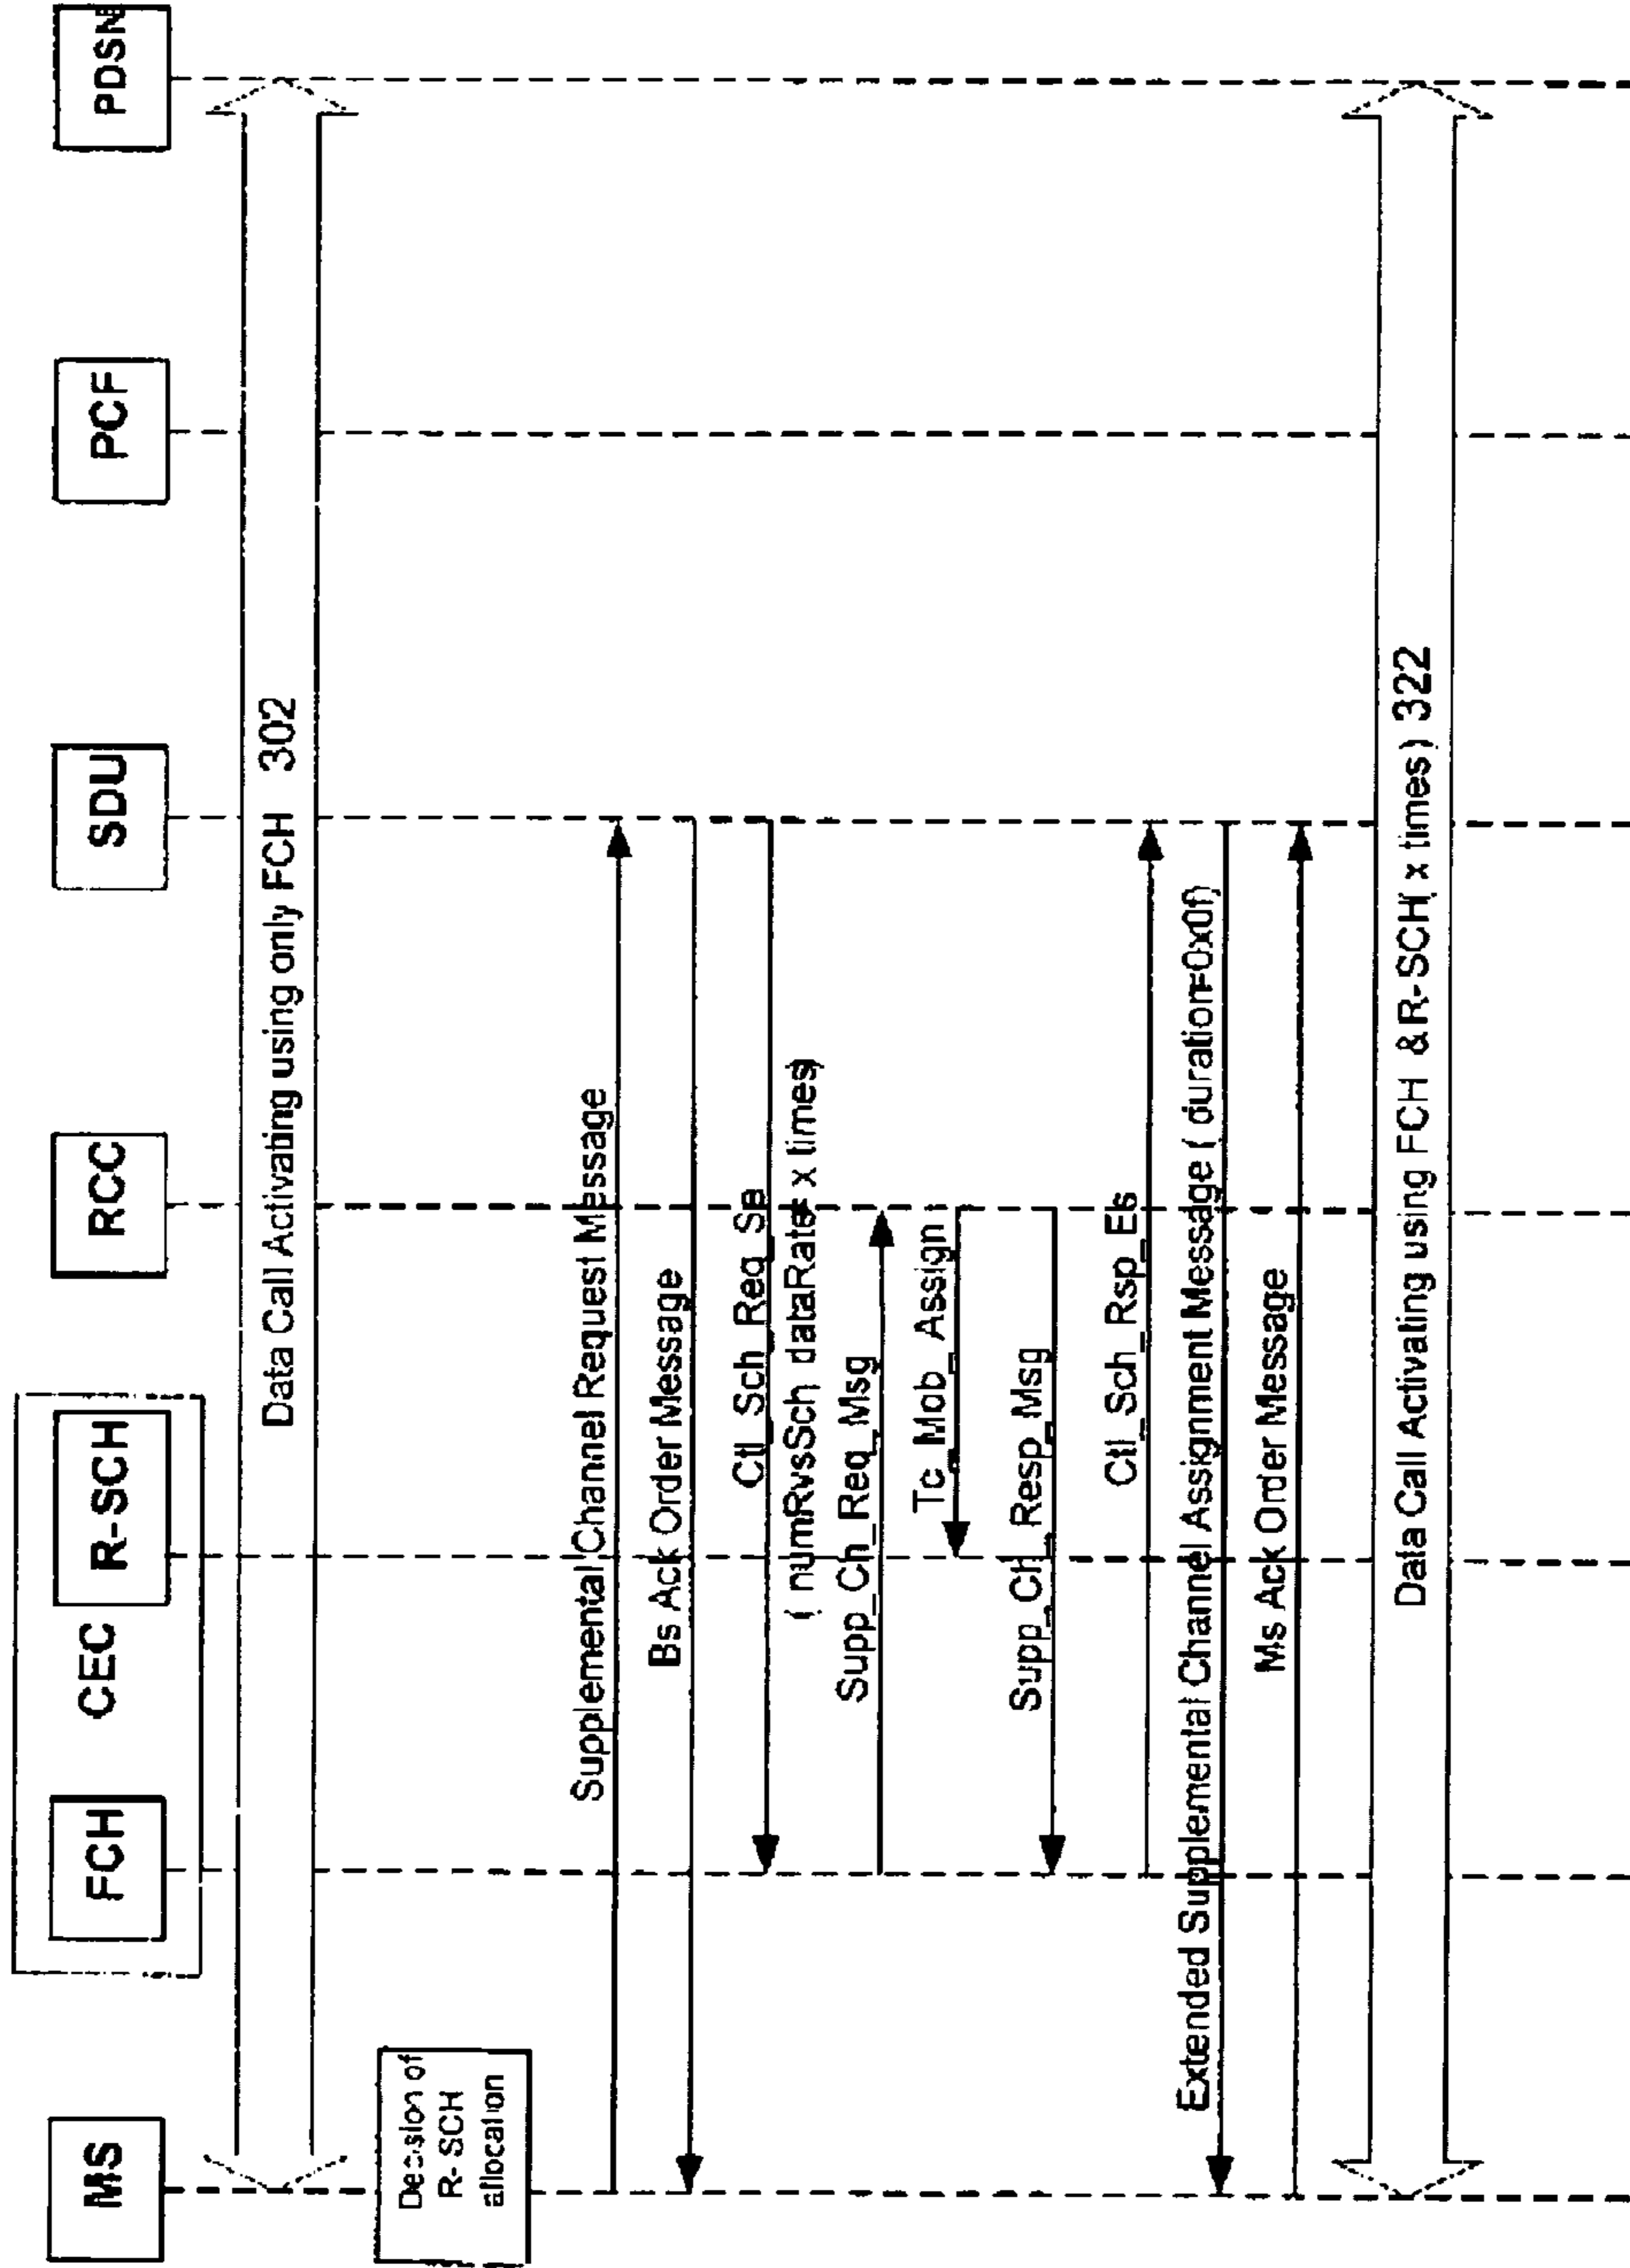 MS
FCH
CEC
R-SCH
RCC
SDU
PCF
PDSN
Data Call Activating using only FCH 302
Decision of
R-SCH
allocation
Supplemental Channel Request Message
Bs Ack Order Message
Ctl_Sch_Req_Se
( numRvsSch dataRate= x times)
Supp_Ch_Req_Msg
Tc_Mob_Assign
Supp_Ch_Resp_Msg
Ctl_Sch_Rsp_Es
Extended Supplemental Channel Assignment Message ( duration=0x0f)
Ms Ack Order Message
Data Call Activating using FCH & R-SCH( x times) 322